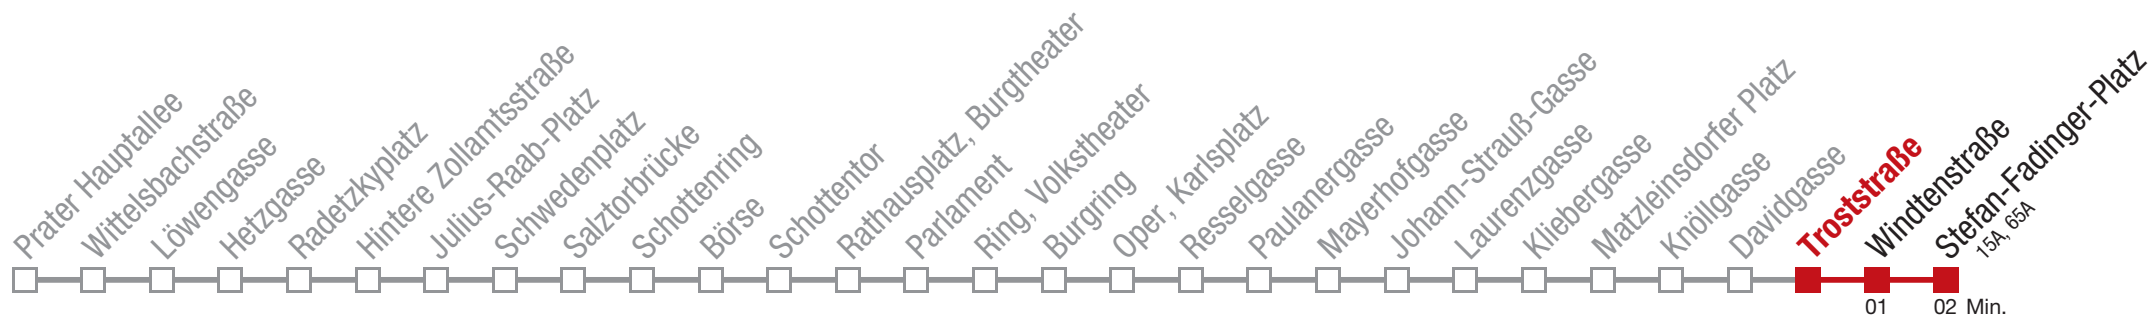 Prater Hauptallee
Wittelsbachstraße
Löwengasse
Hetzgasse
Radetzkyplatz
Hintere Zollamtsstraße
Julius-Raab-Platz
Schwedenplatz
Salztorbrücke
Schottenring
Börse
Schottentor
Rathausplatz, Burgtheater
Parlament
Ring, Volkstheater
Burgring
Oper, Karlsplatz
Resselgasse
Paulanergasse
Mayerhofgasse
Johann-Strauß-Gasse
Laurenzgasse
Kliebergasse
Matzleinsdorfer Platz
Knöllgasse
Davidgasse
Troststraße
Windtenstraße
Stefan-Fadinger-Platz
15A, 65A
01
02 Min.